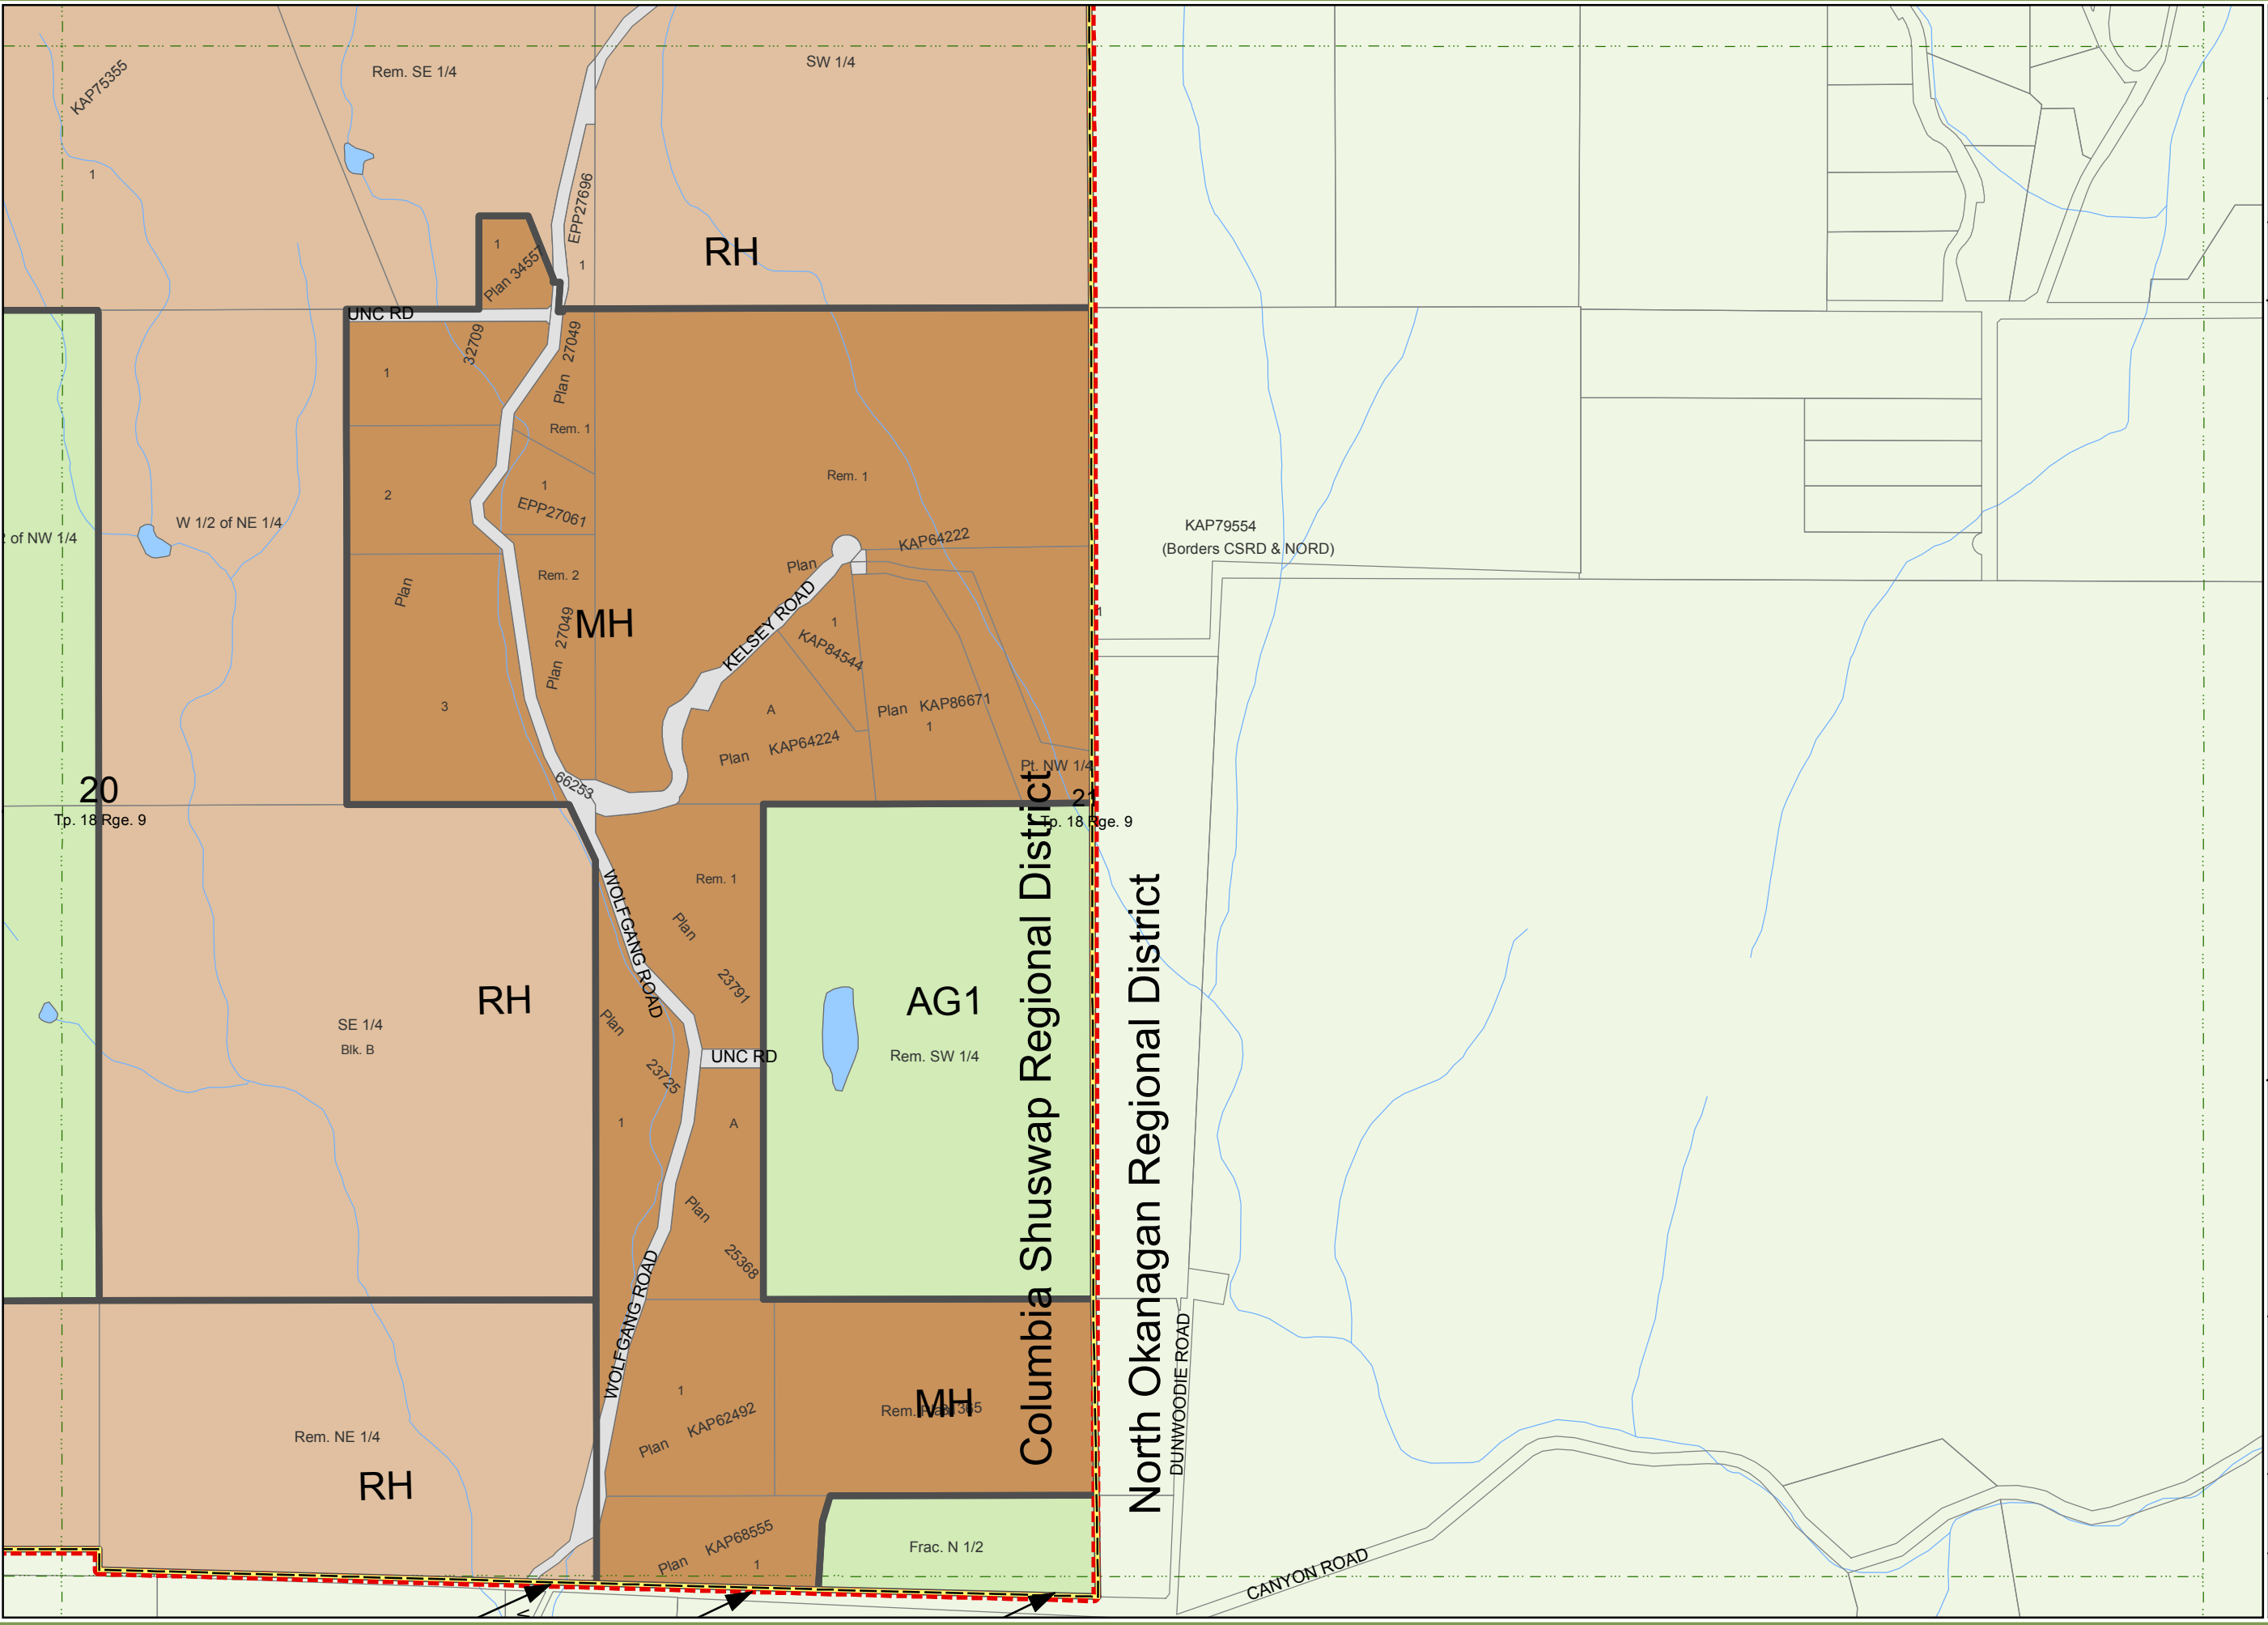 KAP75355
Rem. SE 1/4
SW 1/4
1
EPP27696
1
RH
1
Plan 34557
UNC RD
32709
Plan 27049
1
Rem. 1
2
1
EPP27061
Rem. 1
W 1/2 of NE 1/4
of NW 1/4
KAP79554
(Borders CSRD & NORD)
KAP64222
Plan
Rem. 2
Plan
MH
Plan 27049
KELSEY ROAD
1
KAP84544
1
3
A
Plan KAP86671
1
Plan KAP64224
Pt. NW 1/4
66253
20
Tp. 18 Rge. 9
21
Tp. 18 Rge. 9
Columbia Shuswap Regional District
North Okanagan Regional District
Rem. 1
WOLFGANG ROAD
Plan 23791
RH
AG1
SE 1/4
Blk. B
Plan 23725
UNC RD
Rem. SW 1/4
1
A
Plan 25368
WOLFGANG ROAD
DUNWOODIE ROAD
1
MH
Plan KAP62492
Rem.
Rem. NE 1/4
RH
Plan KAP68555
1
Frac. N 1/2
CANYON ROAD